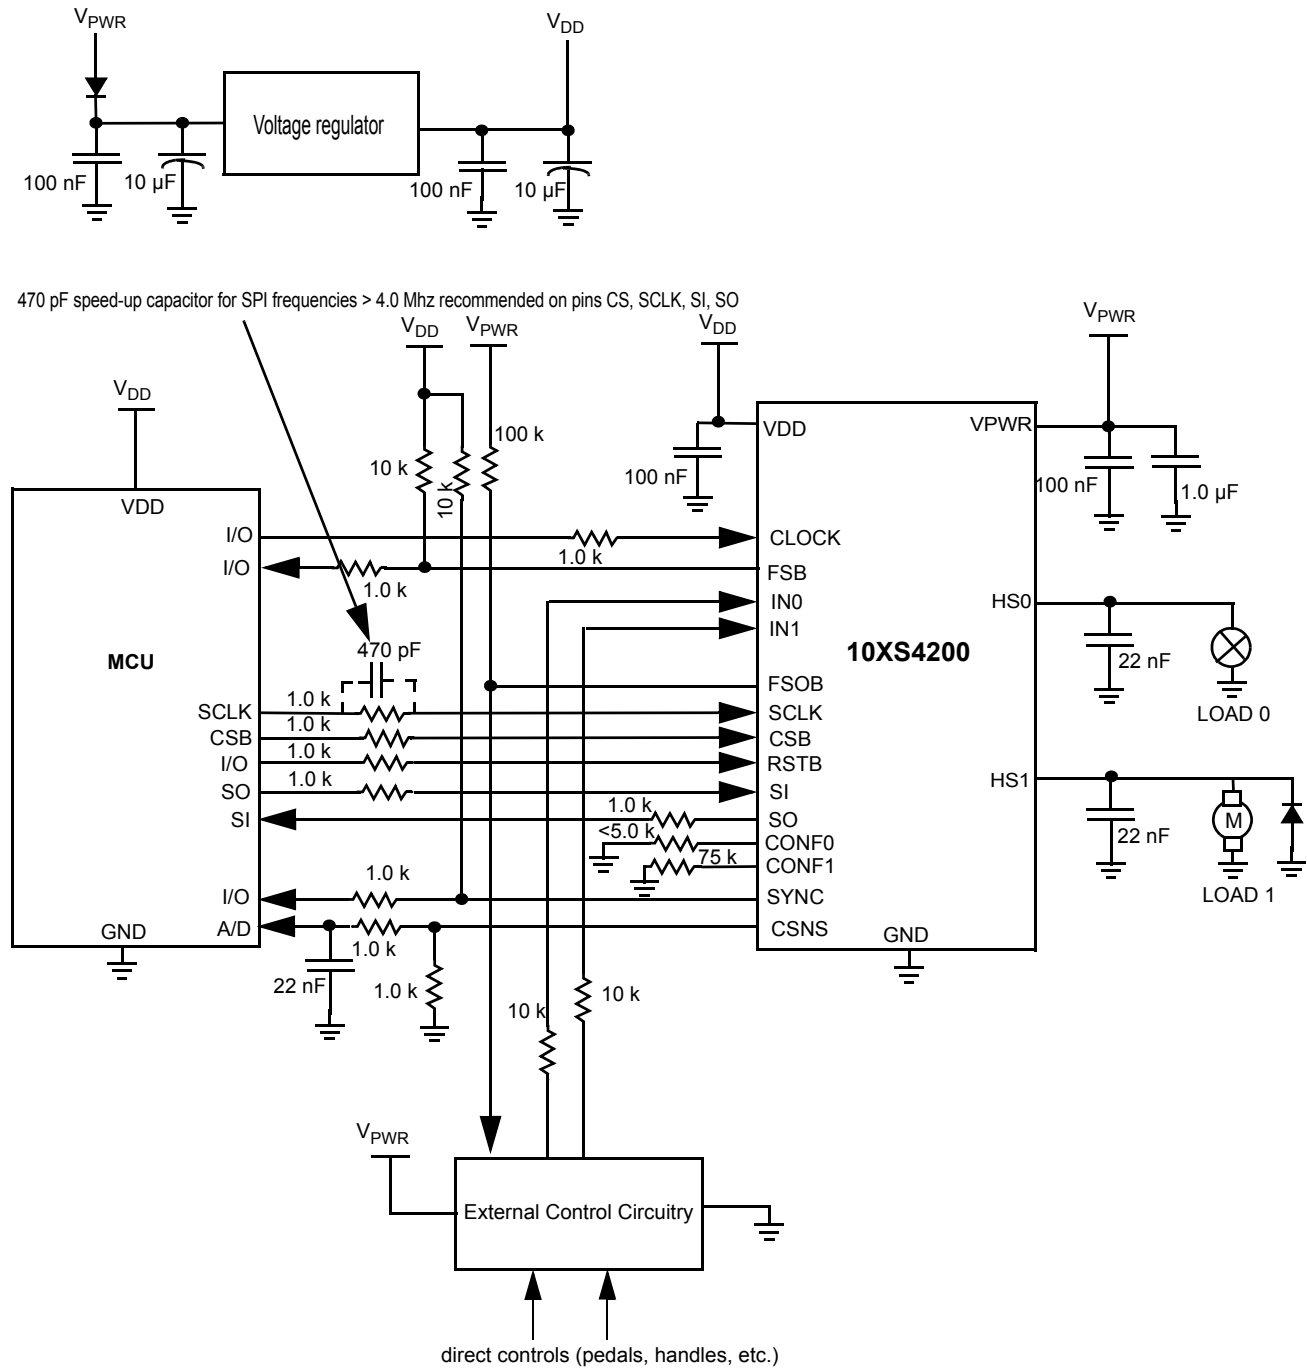 VPWR
VDD
Voltage regulator
100 nF
10 µF
100 nF
10 µF
470 pF speed-up capacitor for SPI frequencies > 4.0 Mhz recommended on pins CS, SCLK, SI, SO
VDD
VPWR
VDD
VPWR
VDD
100 k
10 k
10 k
VDD
VPWR
100 nF
100 nF
1.0 µF
VDD
I/O
CLOCK
1.0 k
I/O
FSB
1.0 k
IN0
HS0
IN1
MCU
470 pF
10XS4200
22 nF
FSOB
1.0 k
SCLK
SCLK
LOAD 0
1.0 k
CSB
CSB
1.0 k
I/O
RSTB
HS1
1.0 k
SO
SI
1.0 k
SI
SO
M
<5.0 k
CONF0
22 nF
75 k
CONF1
1.0 k
I/O
SYNC
LOAD 1
GND
A/D
CSNS
GND
1.0 k
22 nF
1.0 k
10 k
10 k
VPWR
External Control Circuitry
direct controls (pedals, handles, etc.)